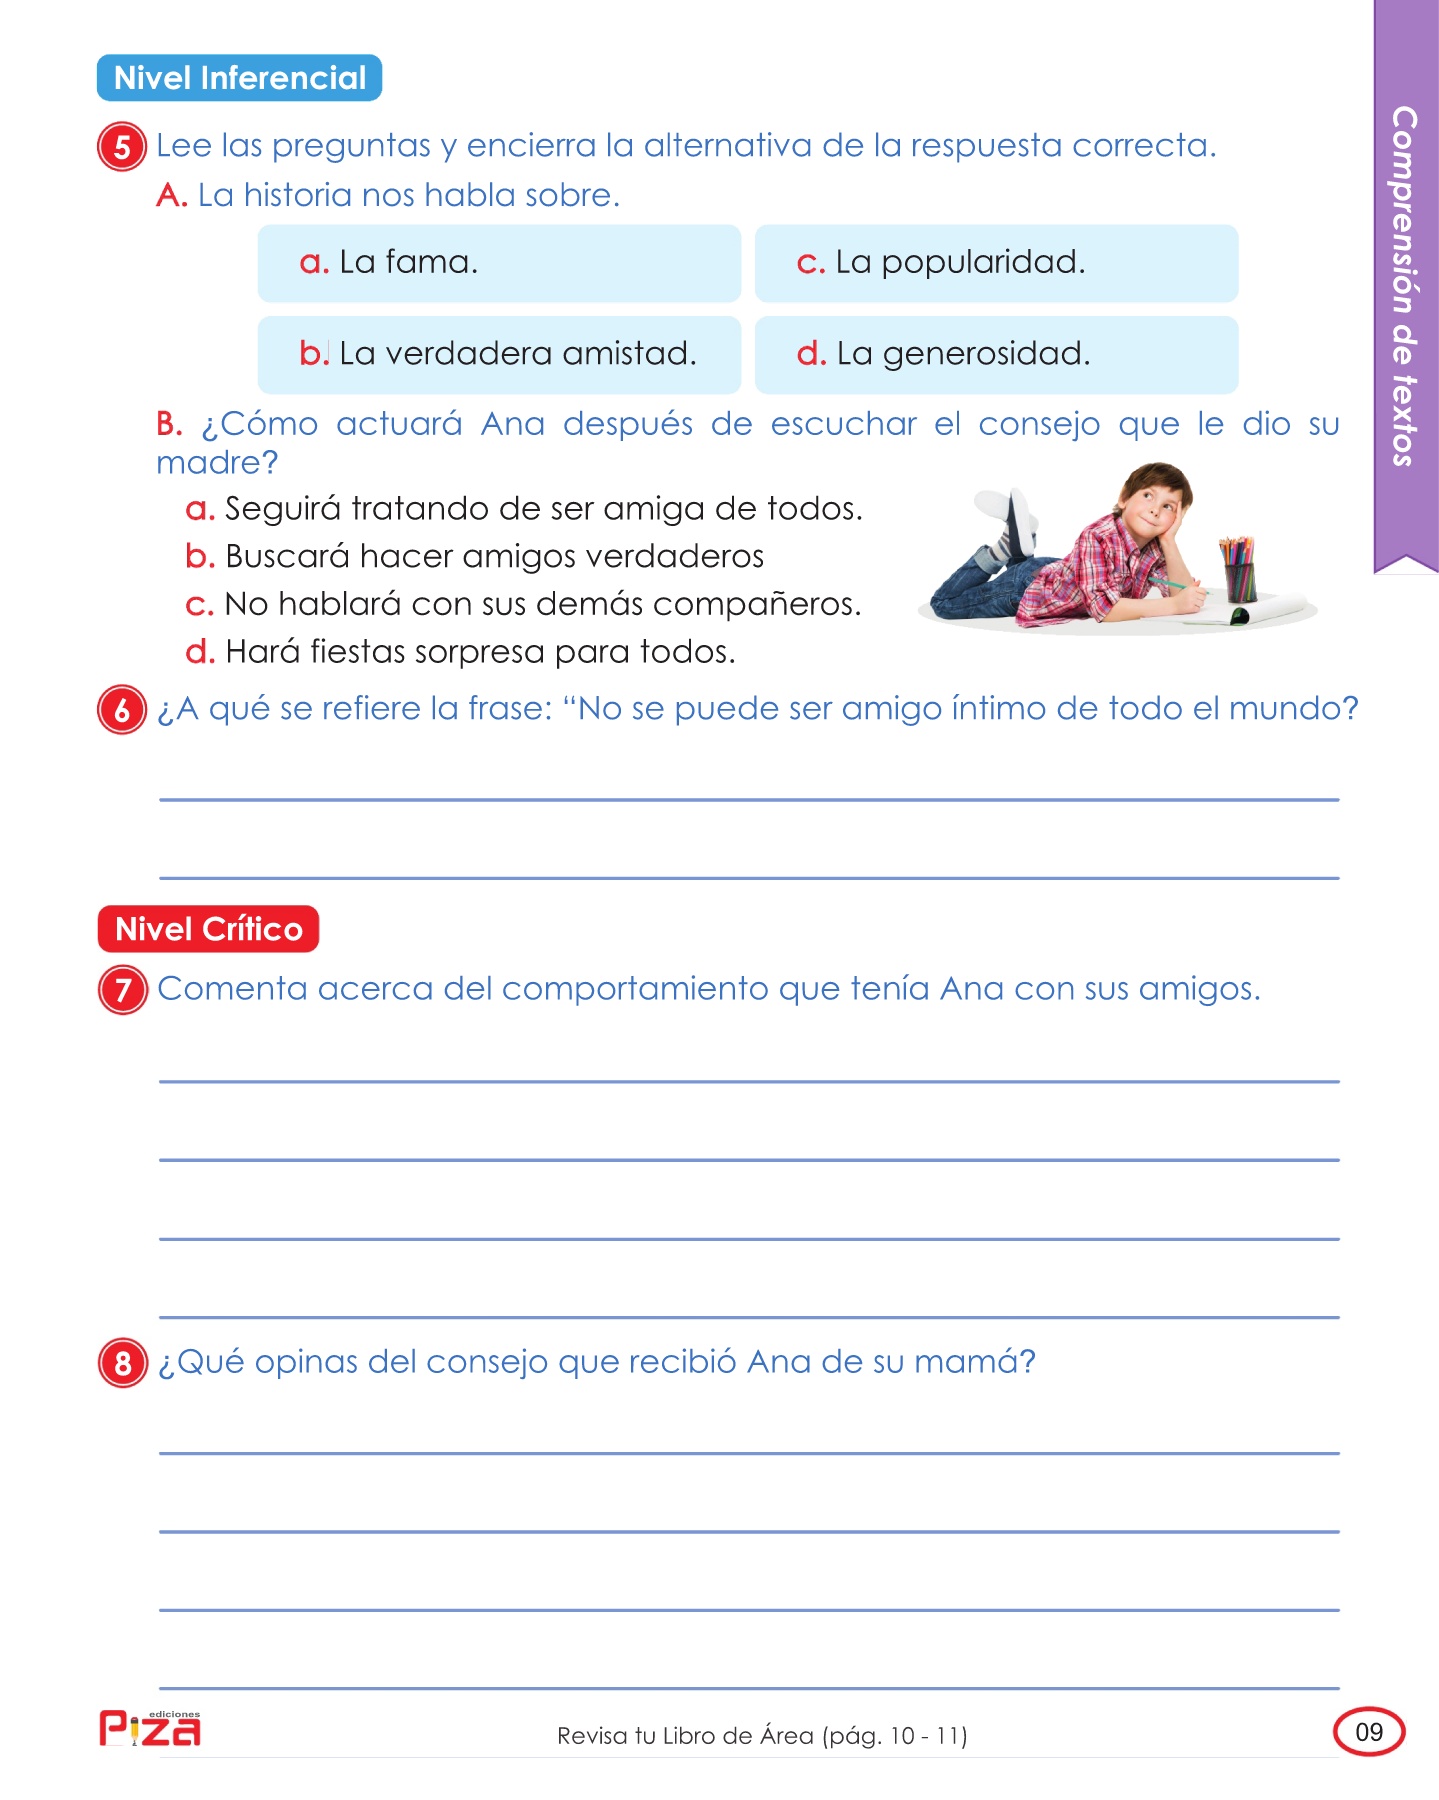 Nivel Inferencial
5 Lee las preguntas y encierra la alternativa de la respuesta correcta.
A. La historia nos habla sobre.
a. La fama.
c. La popularidad.
b. La verdadera amistad.
d. La generosidad.
B. ¿Cómo actuará Ana después de escuchar el consejo que le dio su
madre?
a. Seguirá tratando de ser amiga de todos.
b. Buscará hacer amigos verdaderos
c. No hablará con sus demás compañeros.
d. Hará fiestas sorpresa para todos.
6 ¿A qué se refiere la frase: “No se puede ser amigo íntimo de todo el mundo?
Nivel Crítico
7 Comenta acerca del comportamiento que tenía Ana con sus amigos.
8 ¿Qué opinas del consejo que recibió Ana de su mamá?
ediciones
Piza
Revisa tu Libro de Área (pág. 10 - 11)
09
Comprensión de textos